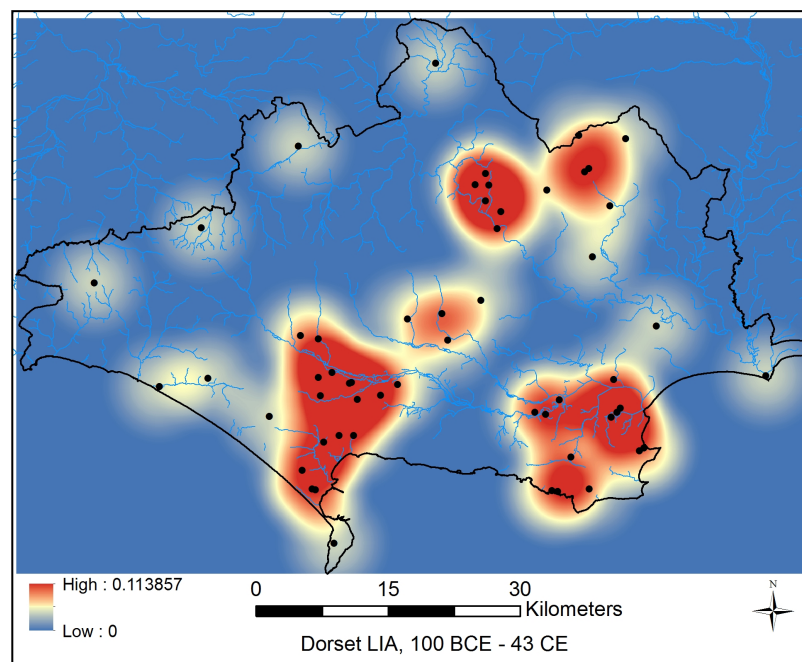 High : 0.113857
Low : 0
0 15 30
Kilometers
N
Dorset LIA, 100 BCE - 43 CE